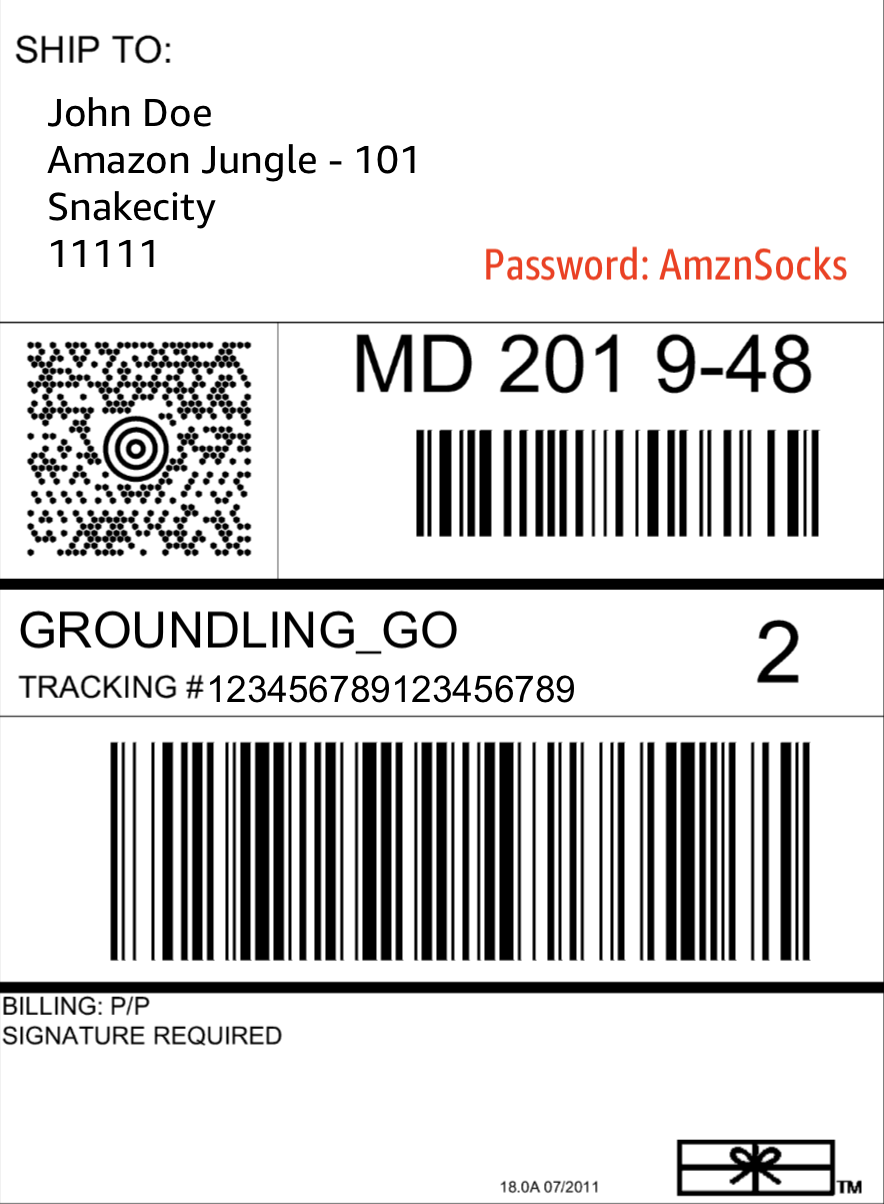 SHIP TO:
John Doe
Amazon Jungle - 101
Snakecity
11111
Password: AmznSocks
MD 201 9-48
GROUNDLING_GO
2
TRACKING #123456789123456789
BILLING: P/P
SIGNATURE REQUIRED
18.0A 07/2011
TM